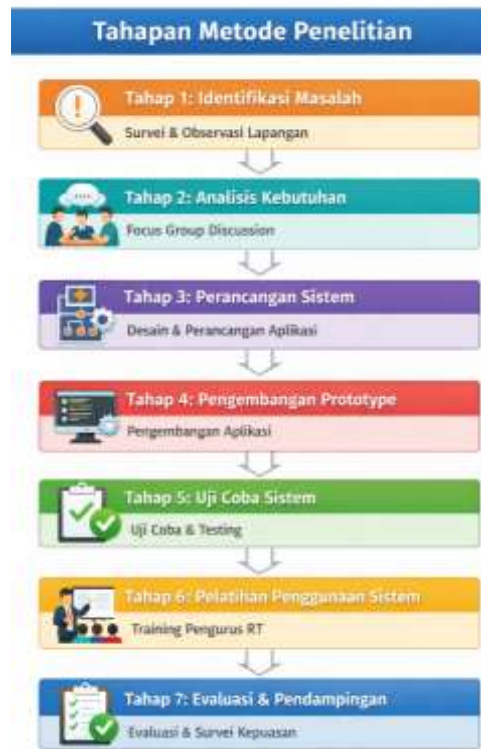 Tahapan Metode Penelitian
Tahap 1: Identifikasi Masalah
Survei & Observasi Lapangan
Tahap 2: Analisis Kebutuhan
Focus Group Discussion
Tahap 3: Perancangan Sistem
Desain & Perancangan Aplikasi
Tahap 4: Pengembangan Prototype
Pengembangan Aplikasi
Tahap 5: Uji Coba Sistem
Uji Coba & Testing
Tahap 6: Pelatihan Penggunaan Sistem
Training Pengurus RT
Tahap 7: Evaluasi & Pendampingan
Evaluasi & Survei Kepuasan